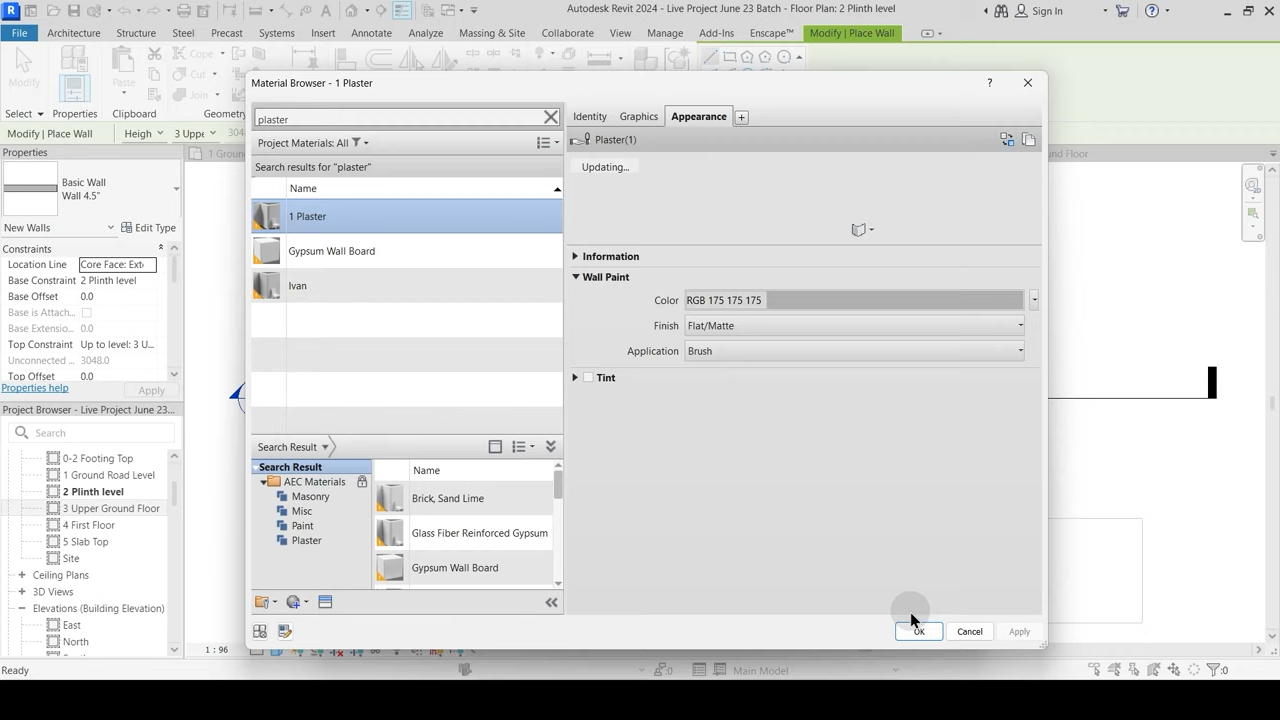 Autodesk Revit 2024 - Live Project June 23 Batch - Floor Plan: 2 Plinth level
Sign In
File Architecture Structure Steel Precast Systems Insert Annotate Analyze Massing & Site Collaborate View Manage Add-Ins Enscape™ Modify | Place Wall
Modify
Paste
Cope
Cut
Join
Select Properties Clipboard Geometry
Modify | Place Wall Heigh 3 Uppe
Material Browser - 1 Plaster
?
plaster
Project Materials: All
Search results for "plaster"
Name
1 Plaster
Gypsum Wall Board
Ivan
Search Result
Search Result
AEC Materials
Masonry
Misc
Paint
Plaster
Name
Brick, Sand Lime
Glass Fiber Reinforced Gypsum
Gypsum Wall Board
Identity Graphics Appearance
Plaster(1)
Updating...
Information
Wall Paint
Color RGB 175 175 175
Finish Flat/Matte
Application Brush
Tint
OK Cancel Apply
Properties
Basic Wall
Wall 4.5"
New Walls Edit Type
Constraints
Location Line Core Face: Ext
Base Constraint 2 Plinth level
Base Offset 0.0
Base is Attach...
Base Extensio... 0.0
Top Constraint Up to level: 3 U...
Unconnected ... 3048.0
Top Offset 0.0
Properties help Apply
Project Browser - Live Project June 23...
Search
0-2 Footing Top
1 Ground Road Level
2 Plinth level
3 Upper Ground Floor
4 First Floor
5 Slab Top
Site
Ceiling Plans
3D Views
Elevations (Building Elevation)
East
North
1 : 96
Ready :0 Main Model :0